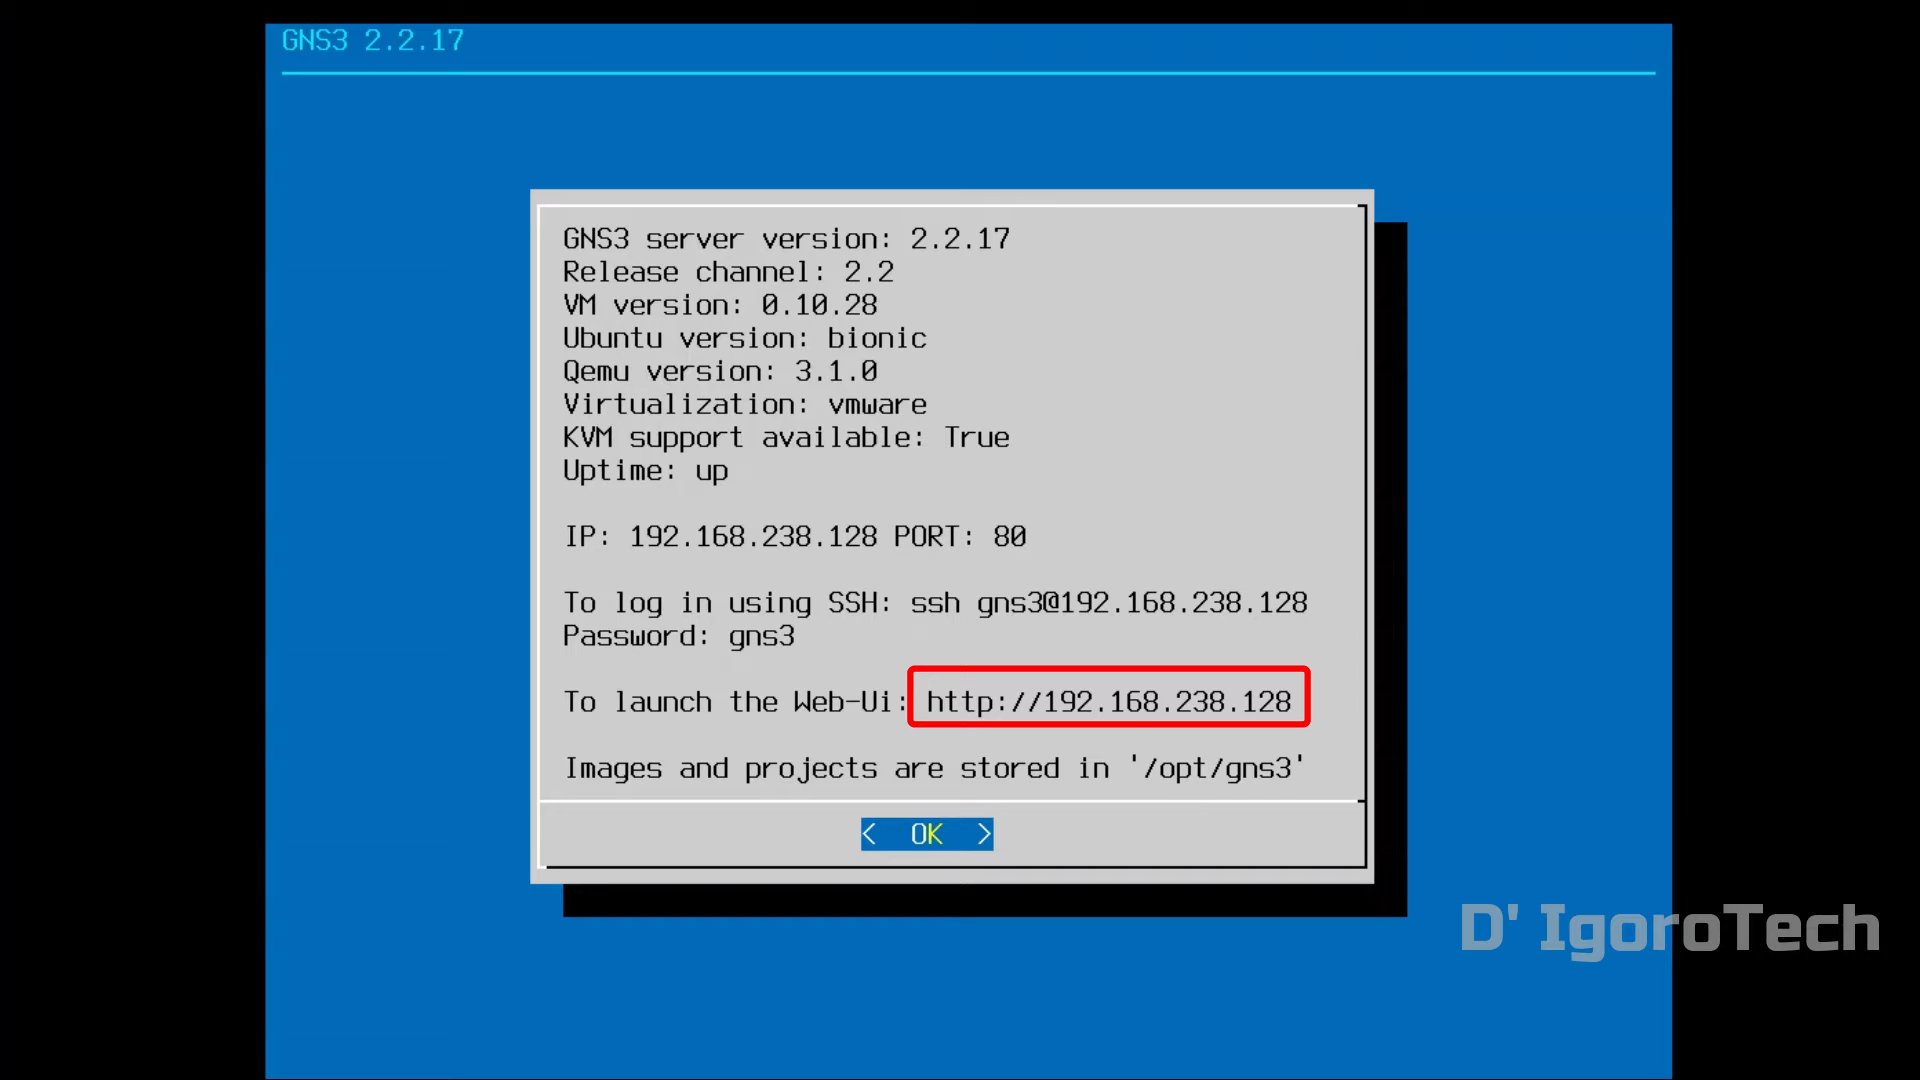 GNS3 2.2.17
GNS3 server version: 2.2.17
Release channel: 2.2
VM version: 0.10.28
Ubuntu version: bionic
Qemu version: 3.1.0
Virtualization: vmware
KVM support available: True
Uptime: up
IP: 192.168.238.128 PORT: 80
To log in using SSH: ssh gns3@192.168.238.128
Password: gns3
To launch the Web-Ui: http://192.168.238.128
Images and projects are stored in '/opt/gns3'
< OK >
D' IgoroTech